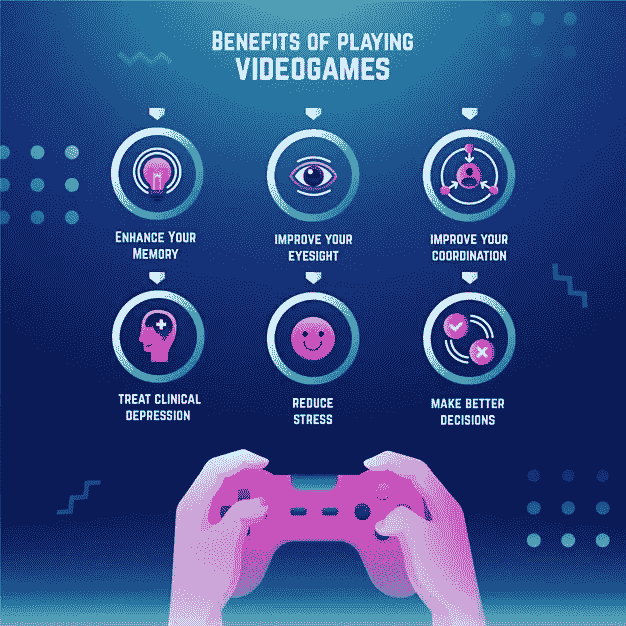 BENEFITS OF PLAYING
VIDEOGAMES
ENHANCE YOUR
MEMORY
IMPROVE YOUR
EYESIGHT
IMPROVE YOUR
COORDINATION
TREAT CLINICAL
DEPRESSION
REDUCE
STRESS
MAKE BETTER
DECISIONS